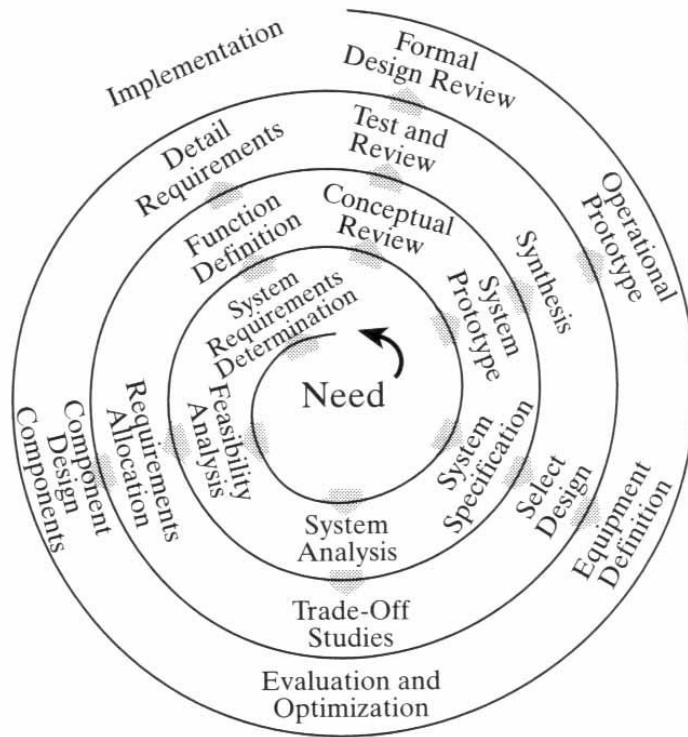 Need
System
Requirements
Determination
Feasibility
Analysis
System
Analysis
System
Specification
System
Prototype
Conceptual
Review
Function
Definition
Requirements
Allocation
Trade-Off
Studies
Select
Design
Synthesis
Test and
Review
Detail
Requirements
Component
Design
Components
Evaluation and
Optimization
Equipment
Definition
Operational
Prototype
Formal
Design Review
Implementation